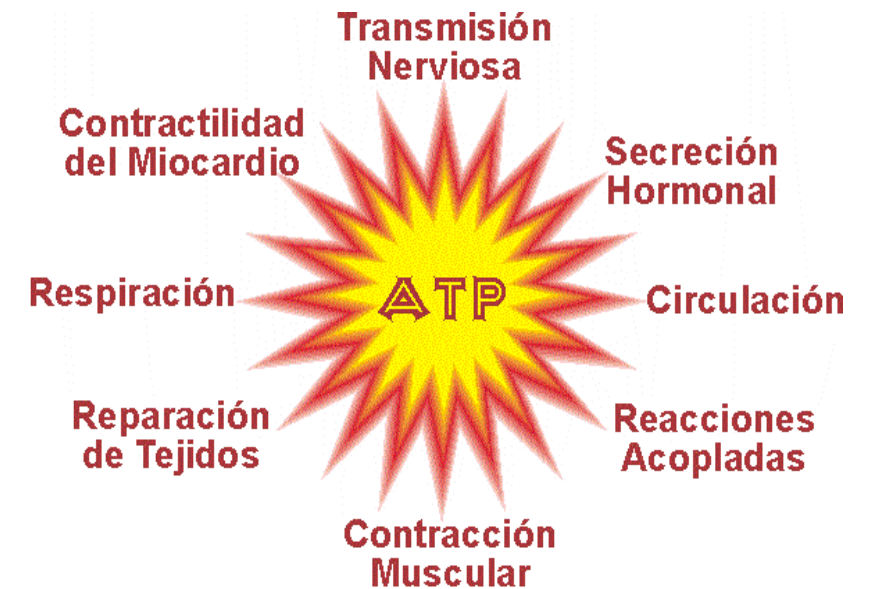 Transmisión
Nerviosa
Contractilidad
del Miocardio
Secreción
Hormonal
Respiración
ATP
Circulación
Reparación
de Tejidos
Reacciones
Acopladas
Contracción
Muscular